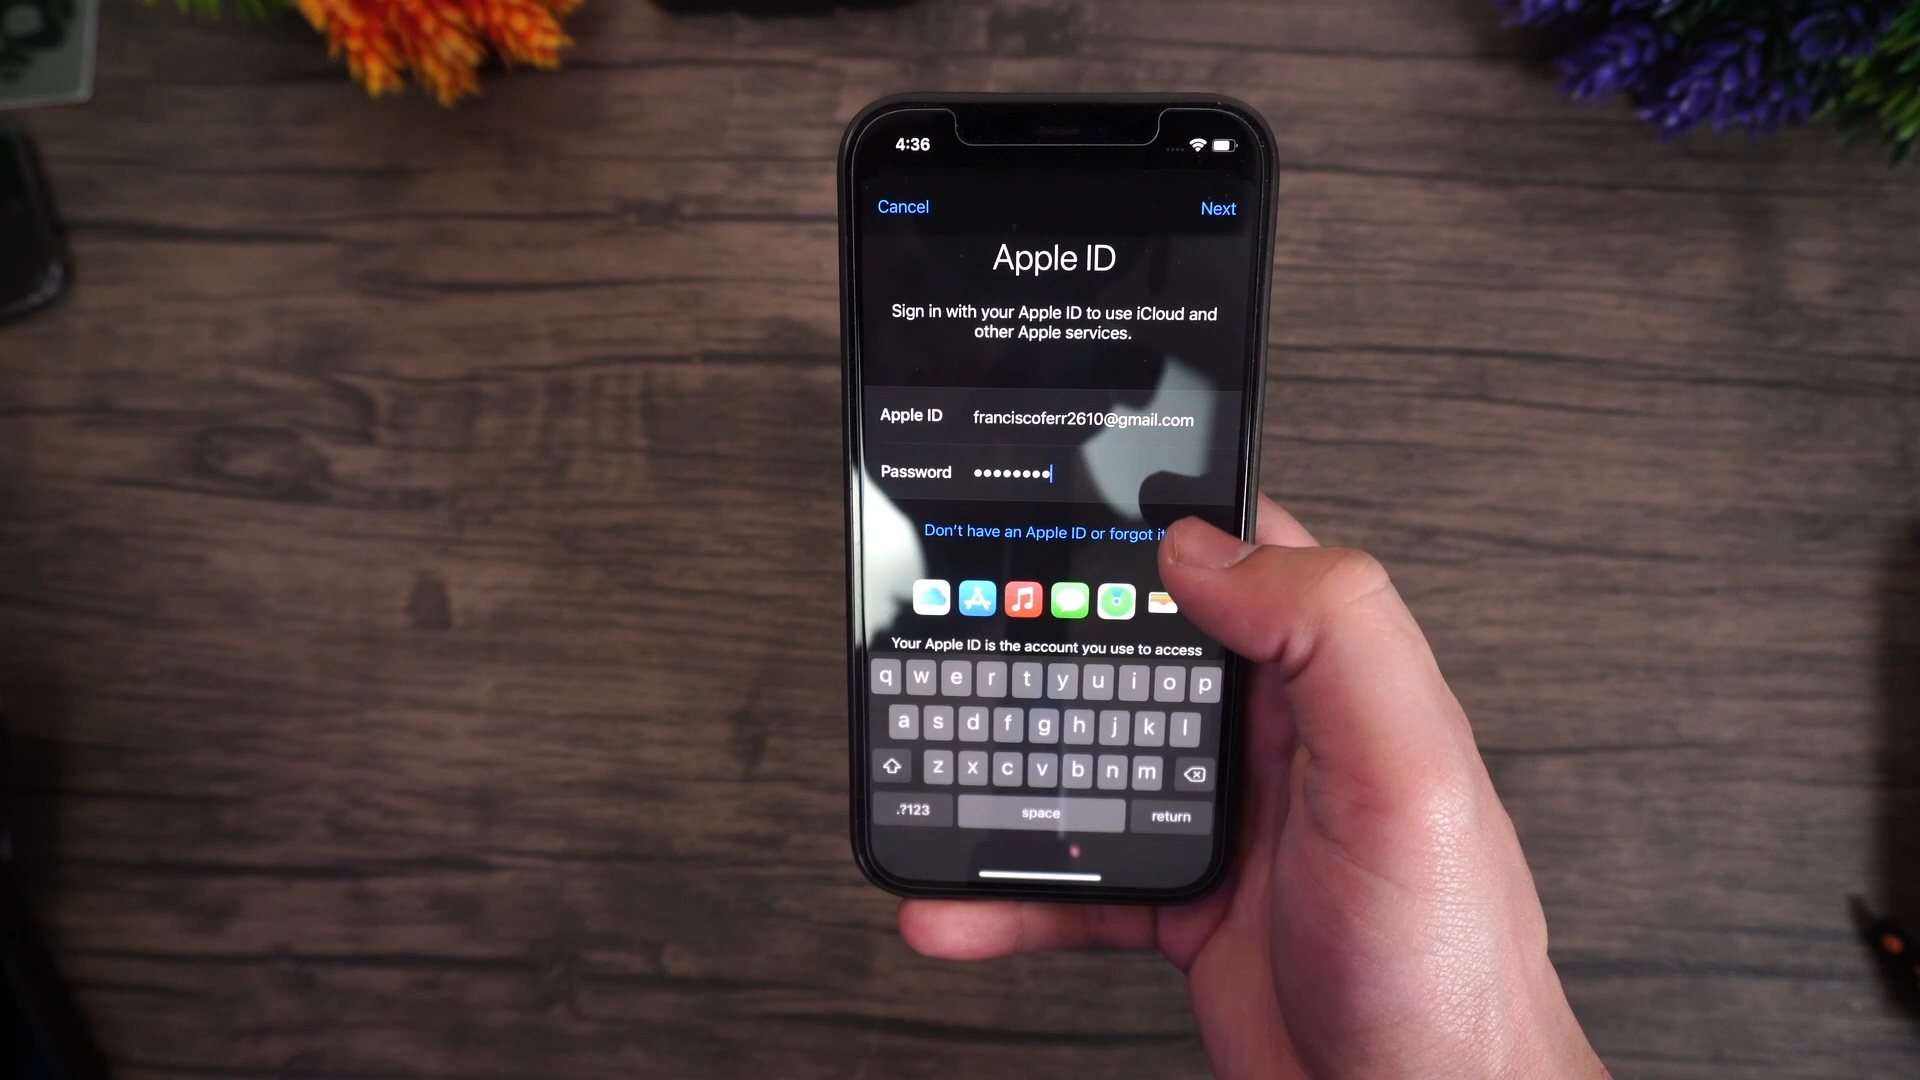 4:36
Cancel Next
Apple ID
Sign in with your Apple ID to use iCloud and
other Apple services.
Apple ID franciscoferr2610@gmail.com
Password ••••••••
Don't have an Apple ID or forgot it
Your Apple ID is the account you use to access
q w e r t y u i o p
a s d f g h j k l
z x c v b n m
.?123 space return